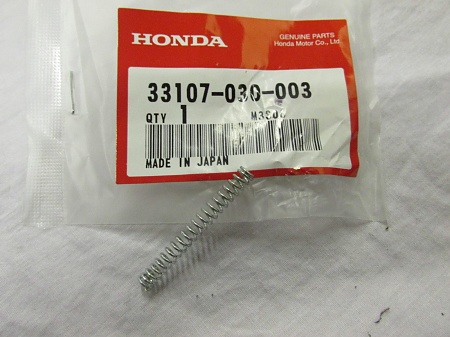 HONDA
GENUINE PARTS
Honda Motor Co., Ltd.
33107-030-003
QTY 1
MADE IN JAPAN